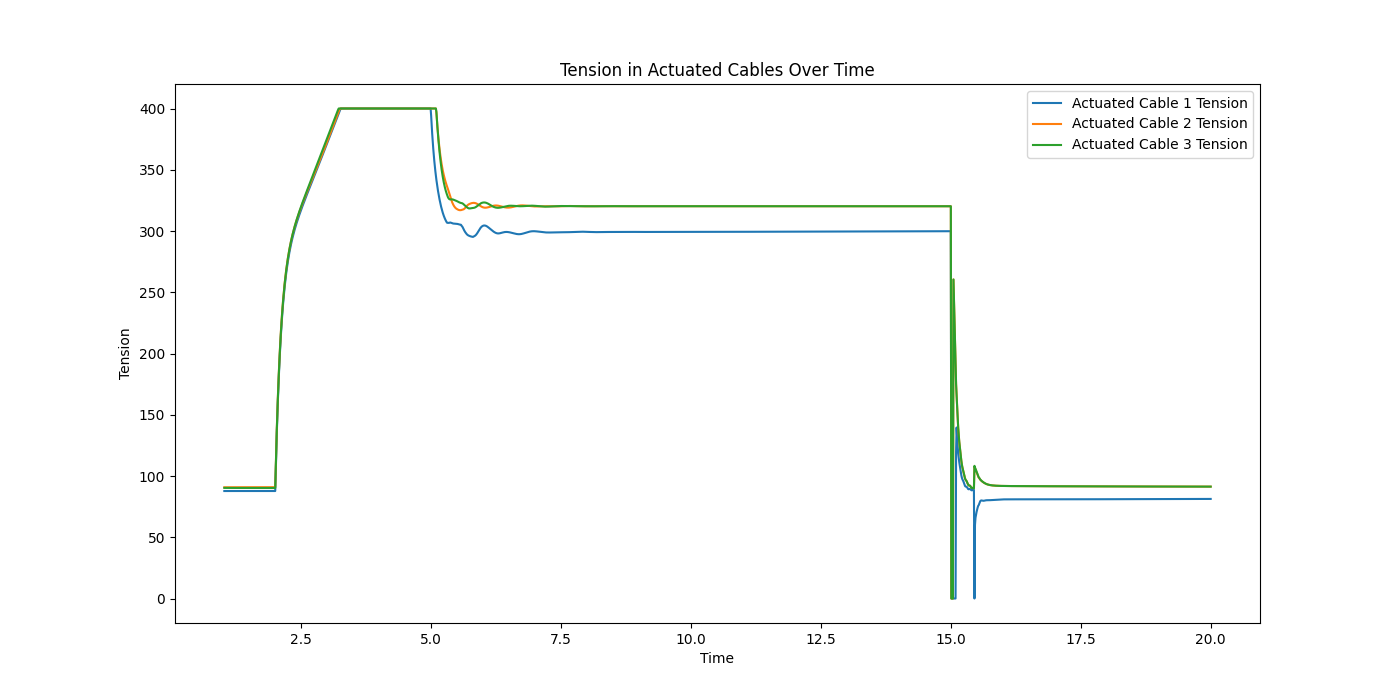 Tension in Actuated Cables Over Time
Actuated Cable 1 Tension
Actuated Cable 2 Tension
Actuated Cable 3 Tension
400
350
300
250
200
150
100
50
0
Tension
2.5 5.0 7.5 10.0 12.5 15.0 17.5 20.0
Time